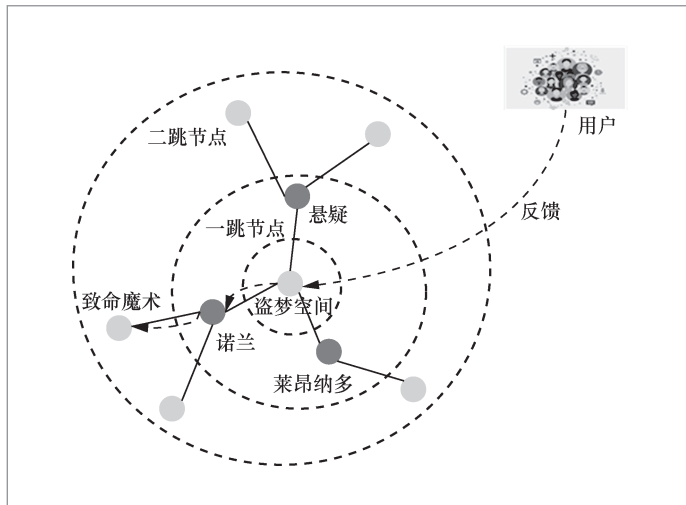 用户
二跳节点
反馈
悬疑
一跳节点
致命魔术
盗梦空间
诺兰
莱昂纳多